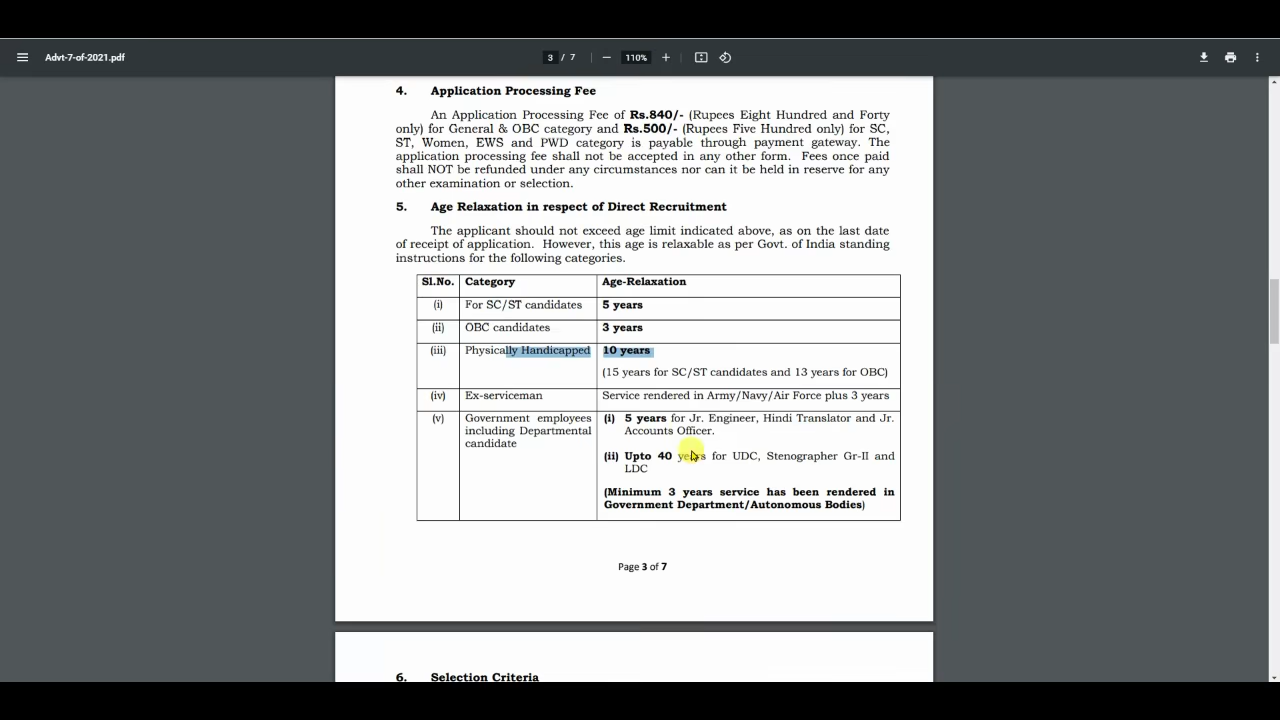 Advt-7-of-2021.pdf
3 / 7
110%
4. Application Processing Fee
An Application Processing Fee of Rs.840/- (Rupees Eight Hundred and Forty
only) for General & OBC category and Rs.500/- (Rupees Five Hundred only) for SC,
ST, Women, EWS and PWD category is payable through payment gateway. The
application processing fee shall not be accepted in any other form. Fees once paid
shall NOT be refunded under any circumstances nor can it be held in reserve for any
other examination or selection.
5. Age Relaxation in respect of Direct Recruitment
The applicant should not exceed age limit indicated above, as on the last date
of receipt of application. However, this age is relaxable as per Govt. of India standing
instructions for the following categories.
Sl.No. Category Age-Relaxation
(i) For SC/ST candidates 5 years
(ii) OBC candidates 3 years
(iii) Physically Handicapped 10 years
(15 years for SC/ST candidates and 13 years for OBC)
(iv) Ex-serviceman Service rendered in Army/Navy/Air Force plus 3 years
(v) Government employees (i) 5 years for Jr. Engineer, Hindi Translator and Jr.
including Departmental Accounts Officer.
candidate
(ii) Upto 40 years for UDC, Stenographer Gr-II and
LDC
(Minimum 3 years service has been rendered in
Government Department/Autonomous Bodies)
Page 3 of 7
6. Selection Criteria